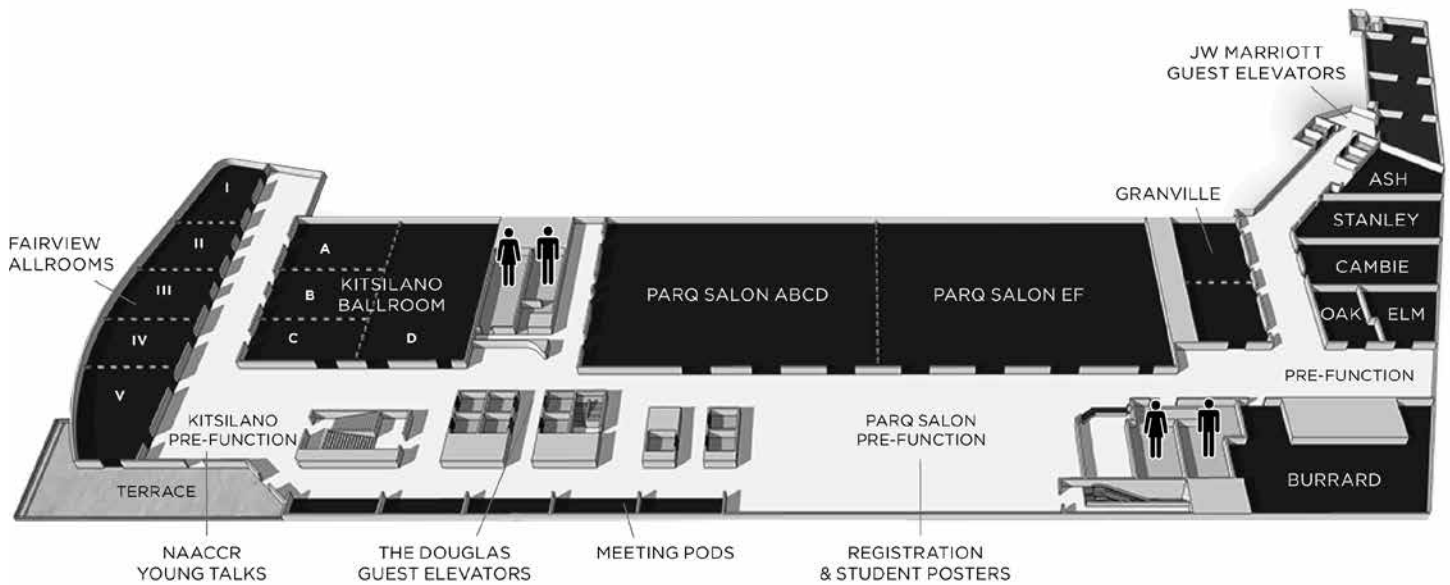 JW MARRIOTT
GUEST ELEVATORS
ASH
GRANVILLE
STANLEY
I
II
III
IV
V
FAIRVIEW
ALLROOMS
A
B
C
D
KITSILANO
BALLROOM
PARQ SALON ABCD
PARQ SALON EF
CAMBIE
OAK
ELM
PRE-FUNCTION
KITSILANO
PRE-FUNCTION
PARQ SALON
PRE-FUNCTION
TERRACE
BURRARD
NAACCR
YOUNG TALKS
THE DOUGLAS
GUEST ELEVATORS
MEETING PODS
REGISTRATION
& STUDENT POSTERS